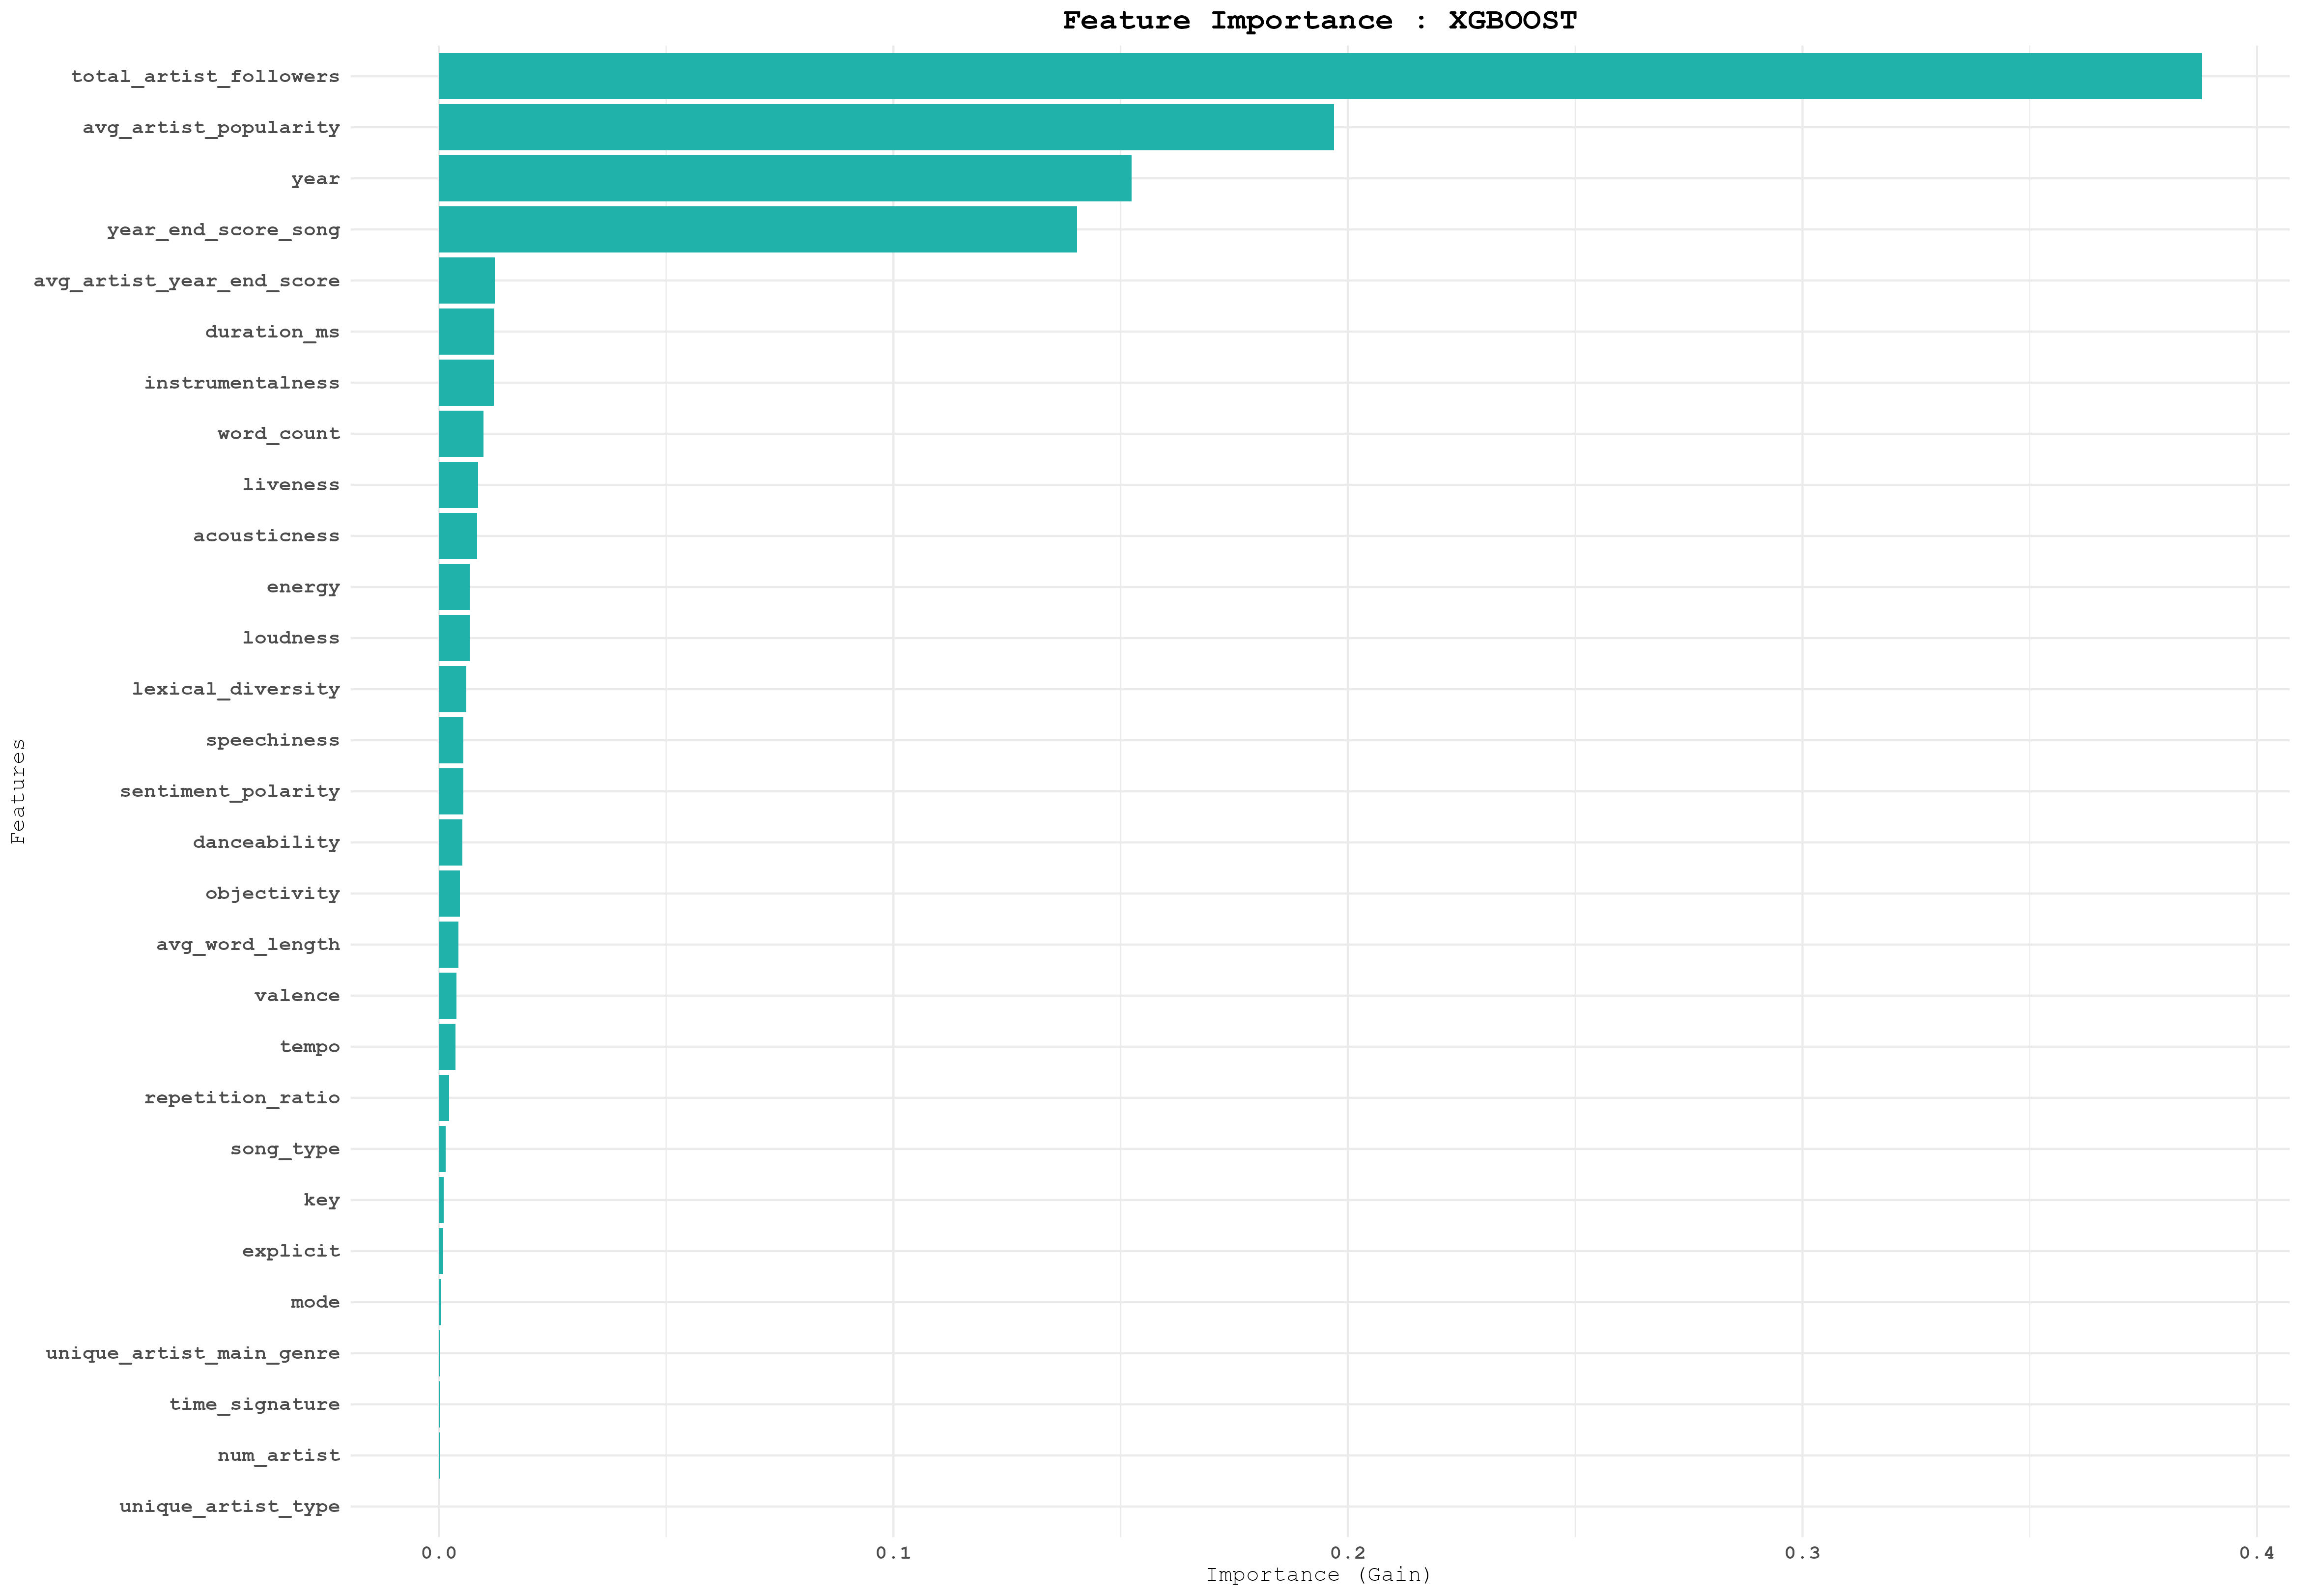 Feature Importance : XGBOOST
total_artist_followers
avg_artist_popularity
year
year_end_score_song
avg_artist_year_end_score
duration_ms
instrumentalness
word_count
liveness
acousticness
energy
loudness
lexical_diversity
speechiness
sentiment_polarity
danceability
objectivity
avg_word_length
valence
tempo
repetition_ratio
song_type
key
explicit
mode
unique_artist_main_genre
time_signature
num_artist
unique_artist_type
Features
0.0 0.1 0.2 0.3 0.4
Importance (Gain)